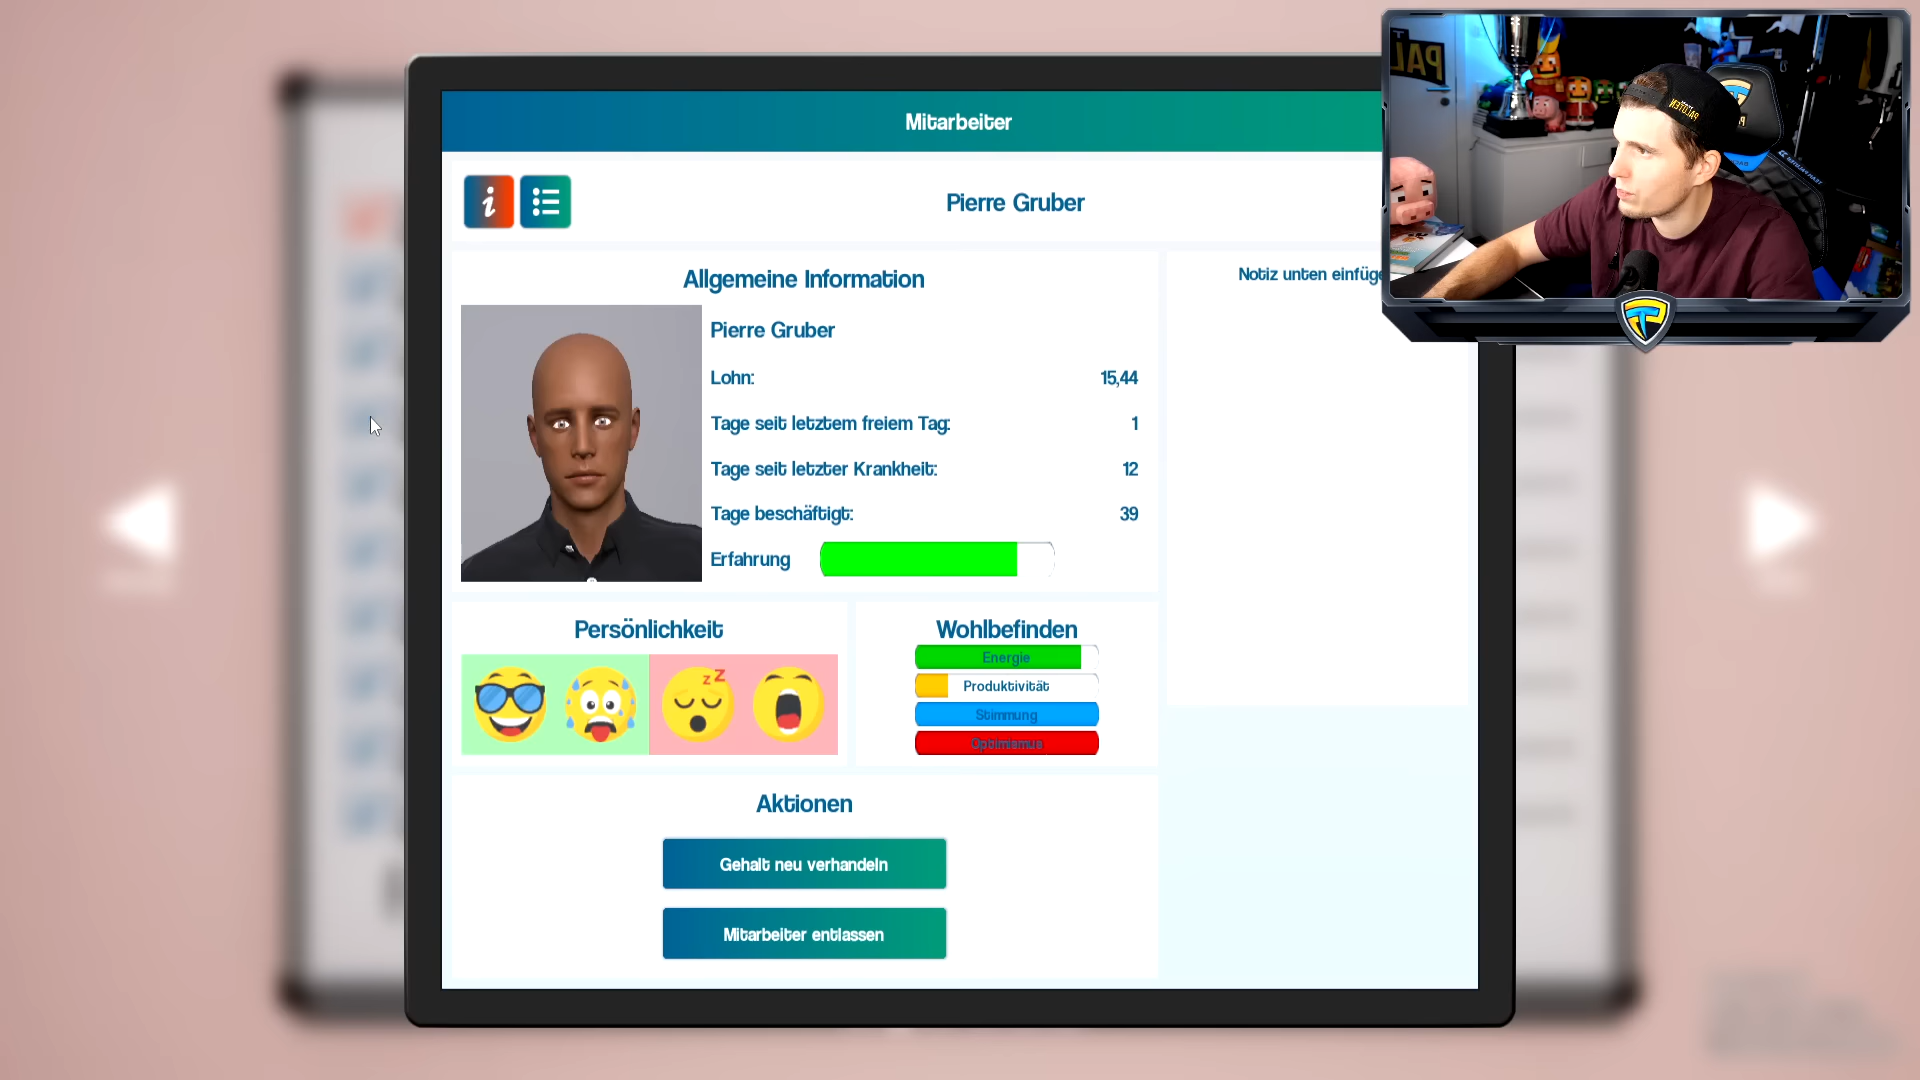 Mitarbeiter
Pierre Gruber
Allgemeine Information
Pierre Gruber
Lohn: 15,44
Tage seit letztem freiem Tag: 1
Tage seit letzter Krankheit: 12
Tage beschäftigt: 39
Erfahrung
Notiz unten einfüge
Persönlichkeit
Wohlbefinden
Energie
Produktivität
Stimmung
Optimismus
Aktionen
Gehalt neu verhandeln
Mitarbeiter entlassen
PALUTEN